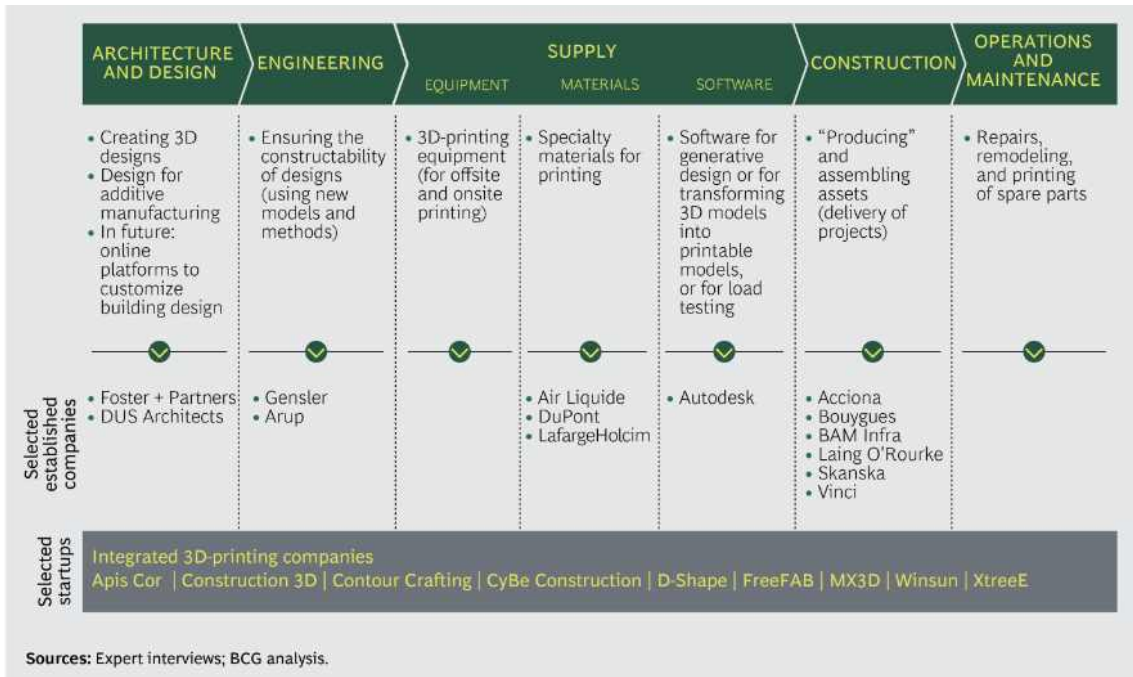 ARCHITECTURE
AND DESIGN
ENGINEERING
SUPPLY
EQUIPMENT
MATERIALS
SOFTWARE
CONSTRUCTION
OPERATIONS
AND
MAINTENANCE
• Creating 3D
designs
• Design for
additive
manufacturing
• In future:
online
platforms to
customize
building design
• Ensuring the
constructability
of designs
(using new
models and
methods)
• 3D-printing
equipment
(for offsite
and onsite
printing)
• Specialty
materials for
printing
• Software for
generative
design or for
transforming
3D models
into
printable
models,
or for load
testing
• “Producing”
and
assembling
assets
(delivery of
projects)
• Repairs,
remodeling,
and printing
of spare parts
Selected
established
companies
• Foster + Partners
• DUS Architects
• Gensler
• Arup
• Air Liquide
• DuPont
• LafargeHolcim
• Autodesk
• Acciona
• Bouygues
• BAM Infra
• Laing O’Rourke
• Skanska
• Vinci
Selected
startups
Integrated 3D-printing companies
Apis Cor | Construction 3D | Contour Crafting | CyBe Construction | D-Shape | FreeFAB | MX3D | Winsun | XtreeE
Sources: Expert interviews; BCG analysis.